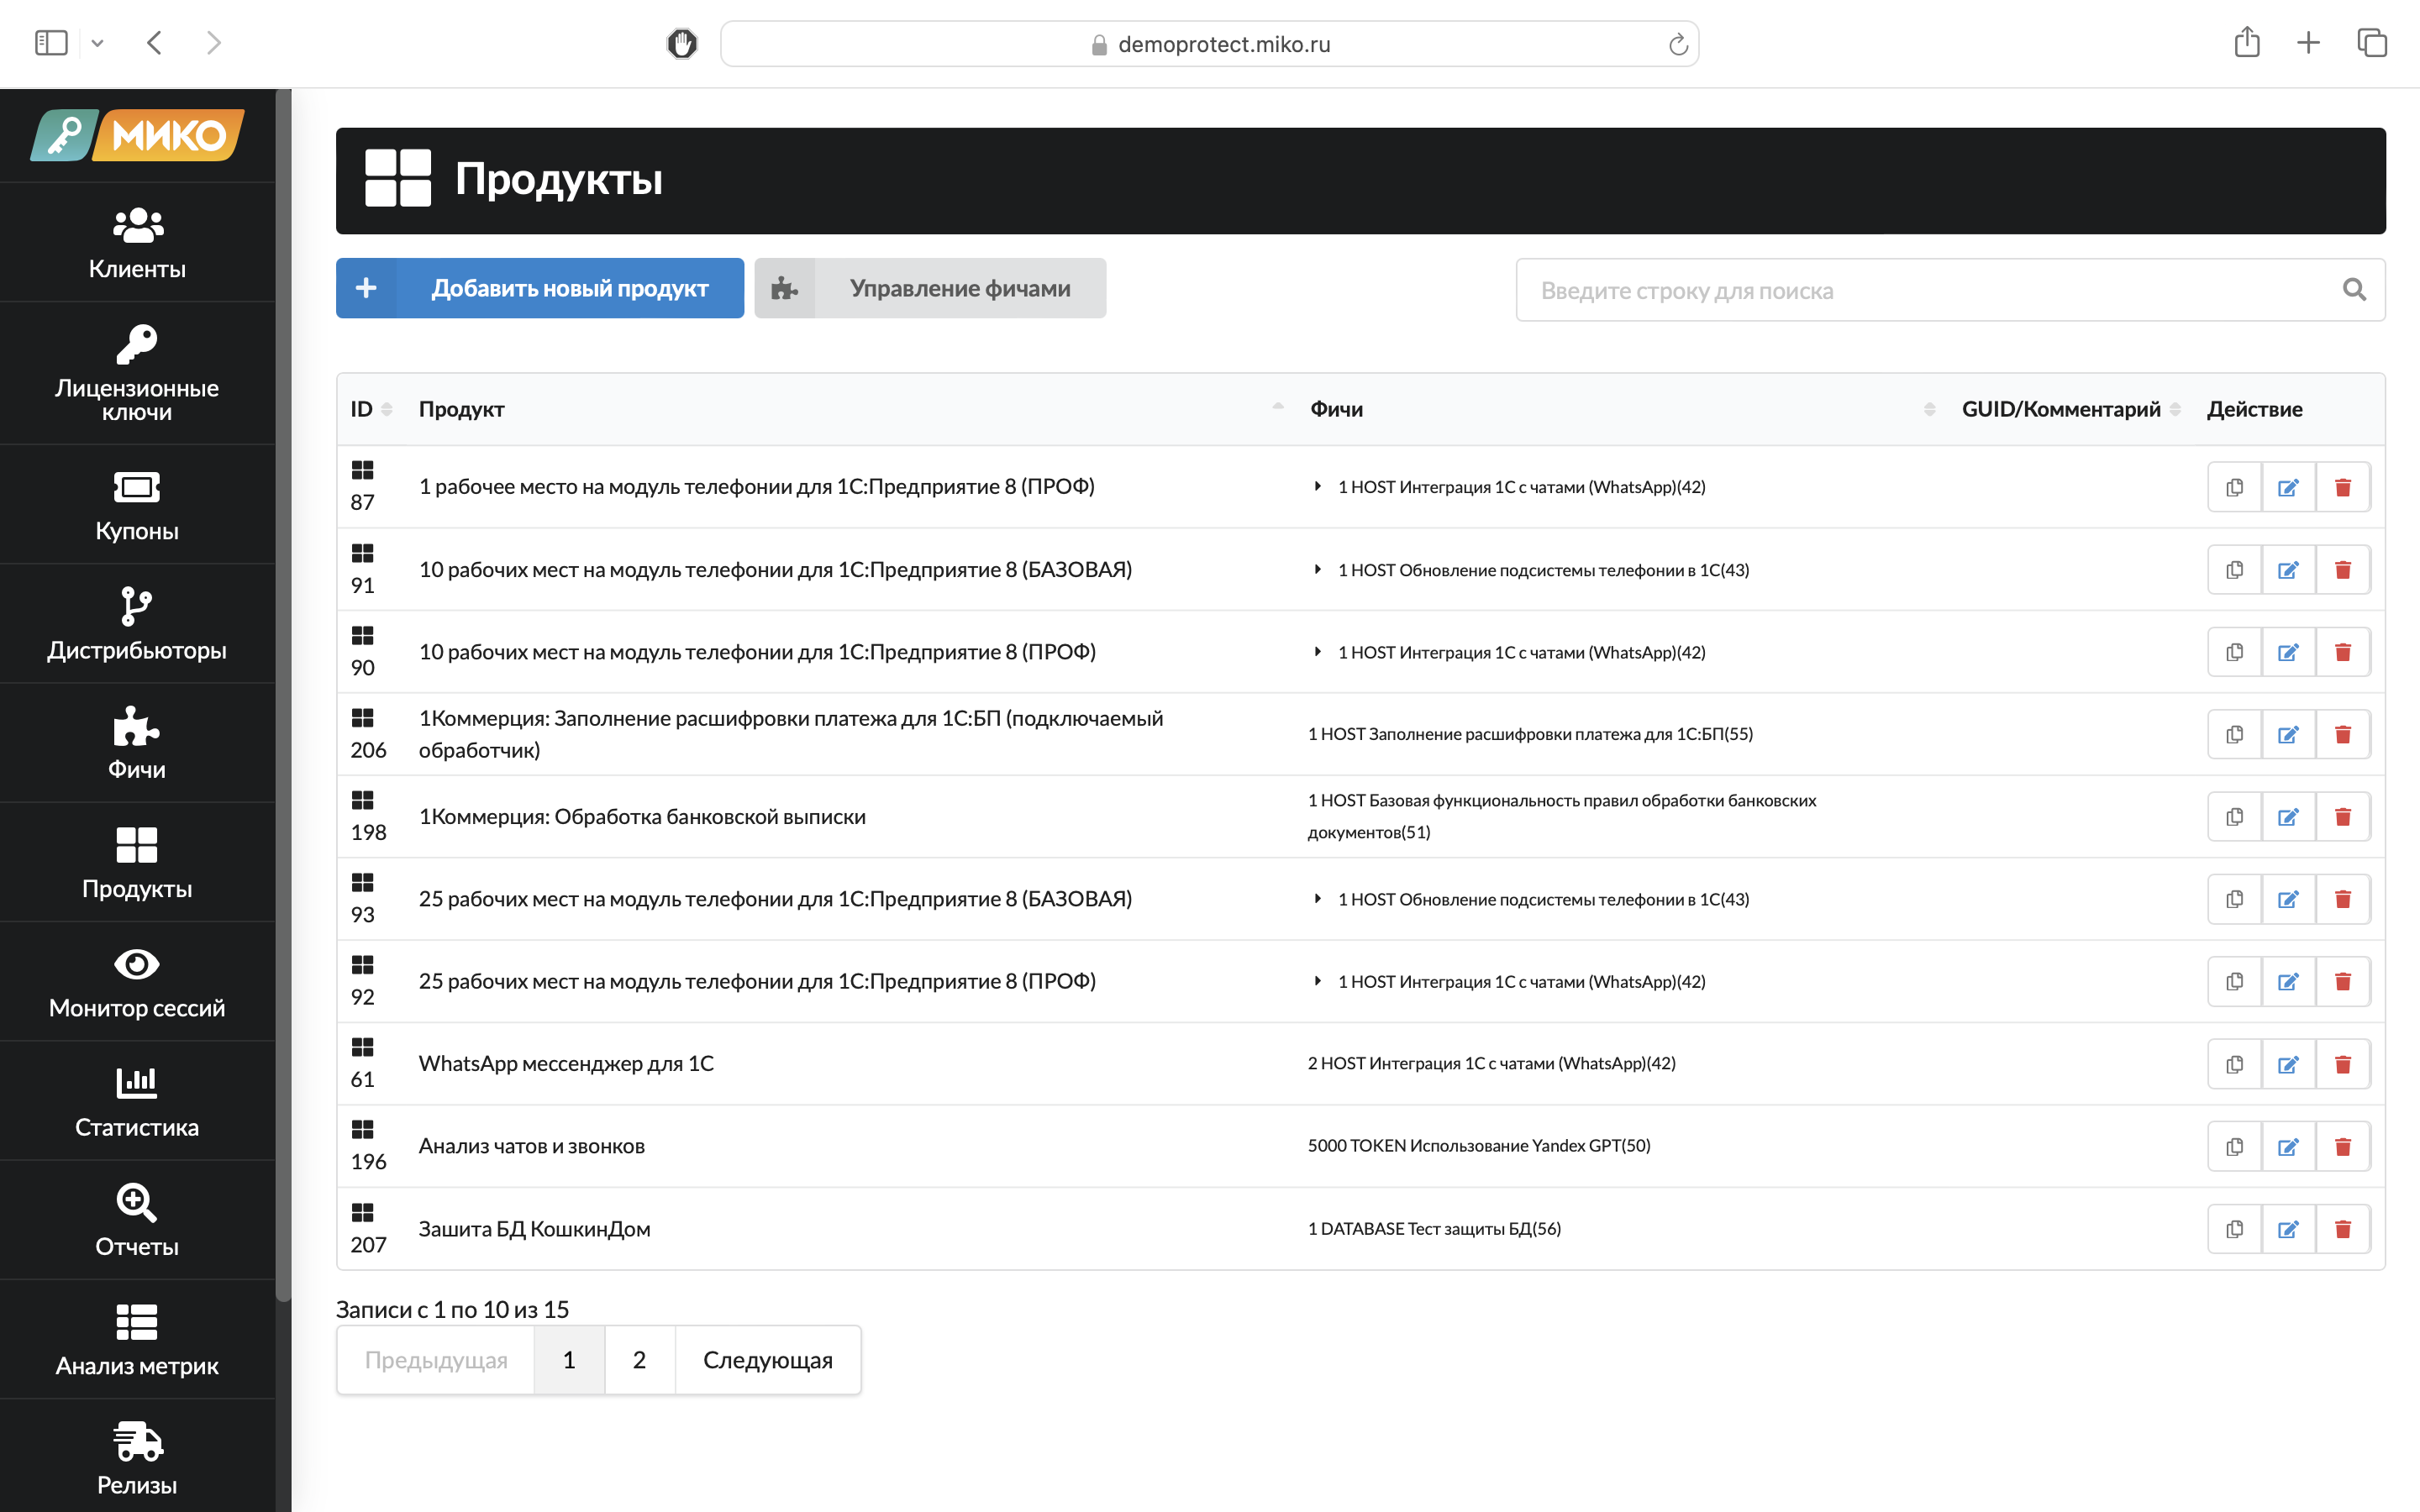 demoprotect.miko.ru
МИКО
Клиенты
Лицензионные
ключи
Купоны
Дистрибьюторы
Фичи
Продукты
Монитор сессий
Статистика
Отчеты
Анализ метрик
Релизы
Продукты
Добавить новый продукт
Управление фичами
Введите строку для поиска
ID Продукт Фичи GUID/Комментарий Действие
87 1 рабочее место на модуль телефонии для 1С:Предприятие 8 (ПРОФ) 1 HOST Интеграция 1С с чатами (WhatsApp)(42)
91 10 рабочих мест на модуль телефонии для 1С:Предприятие 8 (БАЗОВАЯ) 1 HOST Обновление подсистемы телефонии в 1С(43)
90 10 рабочих мест на модуль телефонии для 1С:Предприятие 8 (ПРОФ) 1 HOST Интеграция 1С с чатами (WhatsApp)(42)
206 1Коммерция: Заполнение расшифровки платежа для 1С:БП (подключаемый
обработчик) 1 HOST Заполнение расшифровки платежа для 1С:БП(55)
198 1Коммерция: Обработка банковской выписки 1 HOST Базовая функциональность правил обработки банковских
документов(51)
93 25 рабочих мест на модуль телефонии для 1С:Предприятие 8 (БАЗОВАЯ) 1 HOST Обновление подсистемы телефонии в 1С(43)
92 25 рабочих мест на модуль телефонии для 1С:Предприятие 8 (ПРОФ) 1 HOST Интеграция 1С с чатами (WhatsApp)(42)
61 WhatsApp мессенджер для 1С 2 HOST Интеграция 1С с чатами (WhatsApp)(42)
196 Анализ чатов и звонков 5000 TOKEN Использование Yandex GPT(50)
207 Зашита БД КошкинДом 1 DATABASE Тест защиты БД(56)
Записи с 1 по 10 из 15
Предыдущая 1 2 Следующая